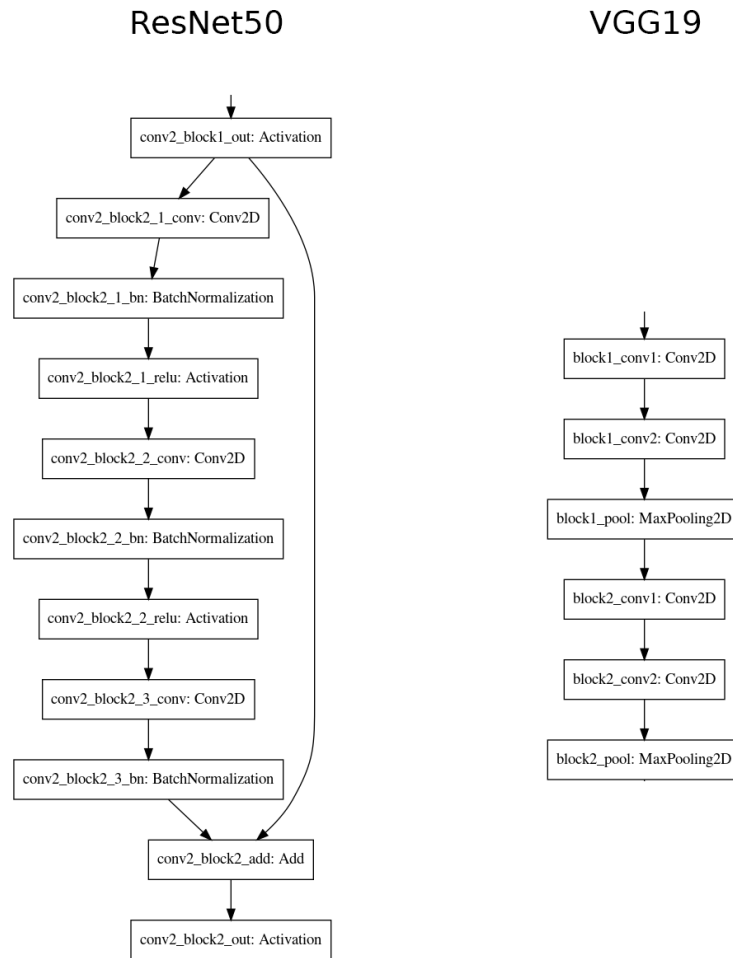 ResNet50
conv2_block1_out: Activation
conv2_block2_1_conv: Conv2D
conv2_block2_1_bn: BatchNormalization
conv2_block2_1_relu: Activation
conv2_block2_2_conv: Conv2D
conv2_block2_2_bn: BatchNormalization
conv2_block2_2_relu: Activation
conv2_block2_3_conv: Conv2D
conv2_block2_3_bn: BatchNormalization
conv2_block2_add: Add
conv2_block2_out: Activation
VGG19
block1_conv1: Conv2D
block1_conv2: Conv2D
block1_pool: MaxPooling2D
block2_conv1: Conv2D
block2_conv2: Conv2D
block2_pool: MaxPooling2D